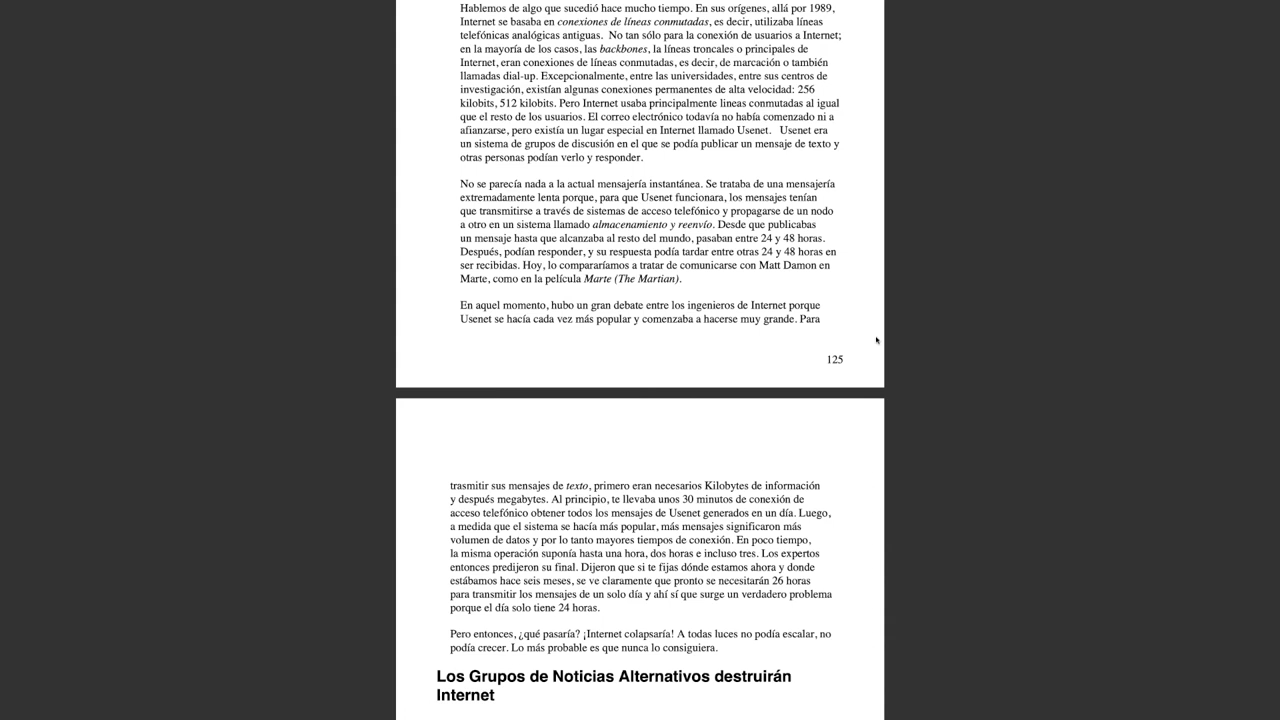 Hablemos de algo que sucedió hace mucho tiempo. En sus orígenes, allá por 1989,
Internet se basaba en conexiones de líneas conmutadas, es decir, utilizaba líneas
telefónicas analógicas antiguas. No tan sólo para la conexión de usuarios a Internet;
en la mayoría de los casos, las backbones, la líneas troncales o principales de
Internet, eran conexiones de líneas conmutadas, es decir, de marcación o también
llamadas dial-up. Excepcionalmente, entre las universidades, entre sus centros de
investigación, existían algunas conexiones permanentes de alta velocidad: 256
kilobits, 512 kilobits. Pero Internet usaba principalmente lineas conmutadas al igual
que el resto de los usuarios. El correo electrónico todavía no había comenzado ni a
afianzarse, pero existía un lugar especial en Internet llamado Usenet. Usenet era
un sistema de grupos de discusión en el que se podía publicar un mensaje de texto y
otras personas podían verlo y responder.
No se parecía nada a la actual mensajería instantánea. Se trataba de una mensajería
extremadamente lenta porque, para que Usenet funcionara, los mensajes tenían
que transmitirse a través de sistemas de acceso telefónico y propagarse de un nodo
a otro en un sistema llamado almacenamiento y reenvío. Desde que publicabas
un mensaje hasta que alcanzaba al resto del mundo, pasaban entre 24 y 48 horas.
Después, podían responder, y su respuesta podía tardar entre otras 24 y 48 horas en
ser recibidas. Hoy, lo compararíamos a tratar de comunicarse con Matt Damon en
Marte, como en la película Marte (The Martian).
En aquel momento, hubo un gran debate entre los ingenieros de Internet porque
Usenet se hacía cada vez más popular y comenzaba a hacerse muy grande. Para
125
trasmitir sus mensajes de texto, primero eran necesarios Kilobytes de información
y después megabytes. Al principio, te llevaba unos 30 minutos de conexión de
acceso telefónico obtener todos los mensajes de Usenet generados en un día. Luego,
a medida que el sistema se hacía más popular, más mensajes significaron más
volumen de datos y por lo tanto mayores tiempos de conexión. En poco tiempo,
la misma operación suponía hasta una hora, dos horas e incluso tres. Los expertos
entonces predijeron su final. Dijeron que si te fijas dónde estamos ahora y donde
estábamos hace seis meses, se ve claramente que pronto se necesitarán 26 horas
para transmitir los mensajes de un solo día y ahí sí que surge un verdadero problema
porque el día solo tiene 24 horas.
Pero entonces, ¿qué pasaría? ¡Internet colapsaría! A todas luces no podía escalar, no
podía crecer. Lo más probable es que nunca lo consiguiera.
Los Grupos de Noticias Alternativos destruirán
Internet